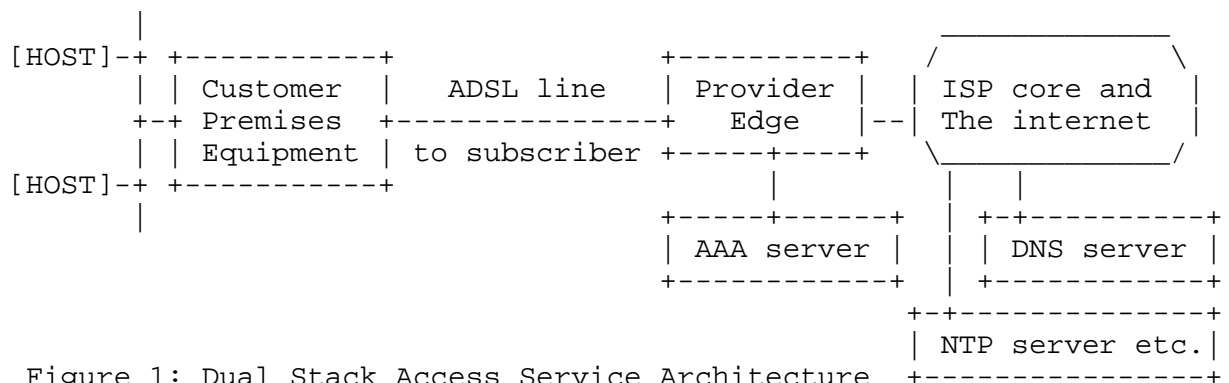 [HOST]
Customer ADSL line Provider ISP core and
Premises Edge The internet
Equipment to subscriber
[HOST]
AAA server DNS server
NTP server etc.
Figure 1: Dual Stack Access Service Architecture